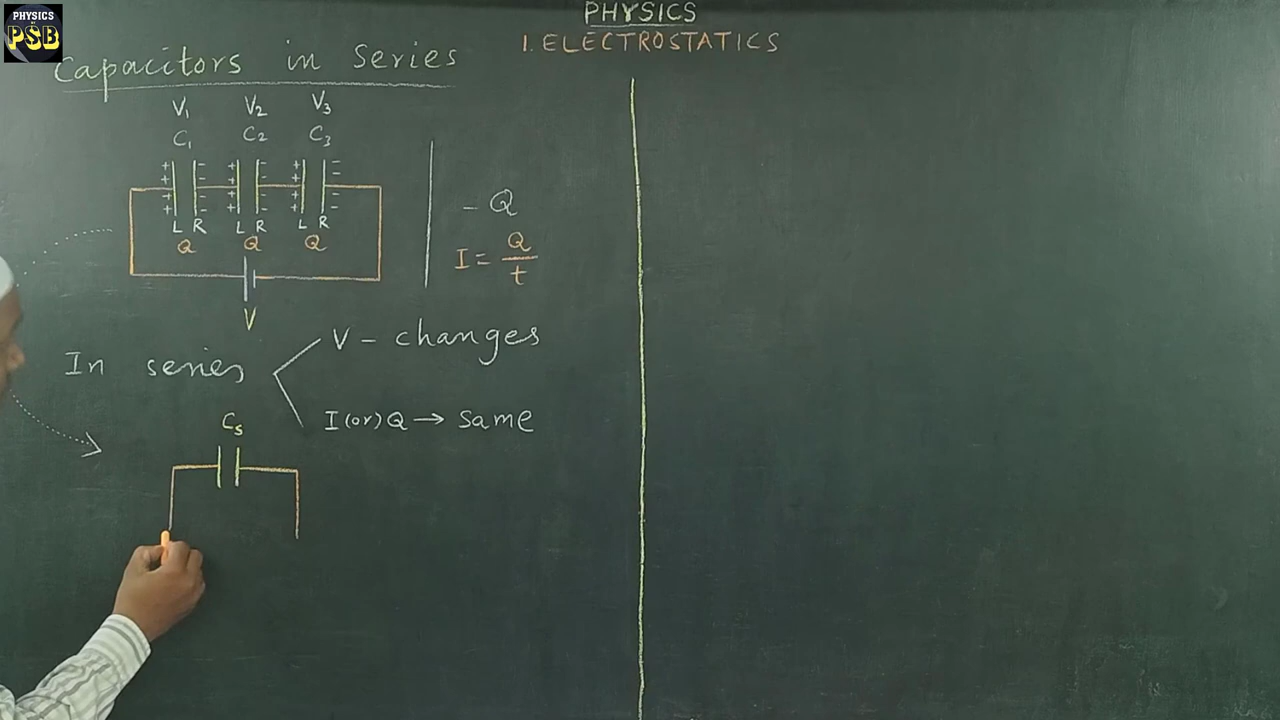 PHYSICS
BY
PSB
PHYSICS
1. ELECTROSTATICS
Capacitors in Series
V₁ V₂ V₃
C₁ C₂ C₃
+ - + - + -
+ - + - + -
+ - + - + -
+ - + - + -
L R L R L R
Q Q Q
V
- Q
I = Q/t
In series
V - changes
I (or) Q → Same
Cs